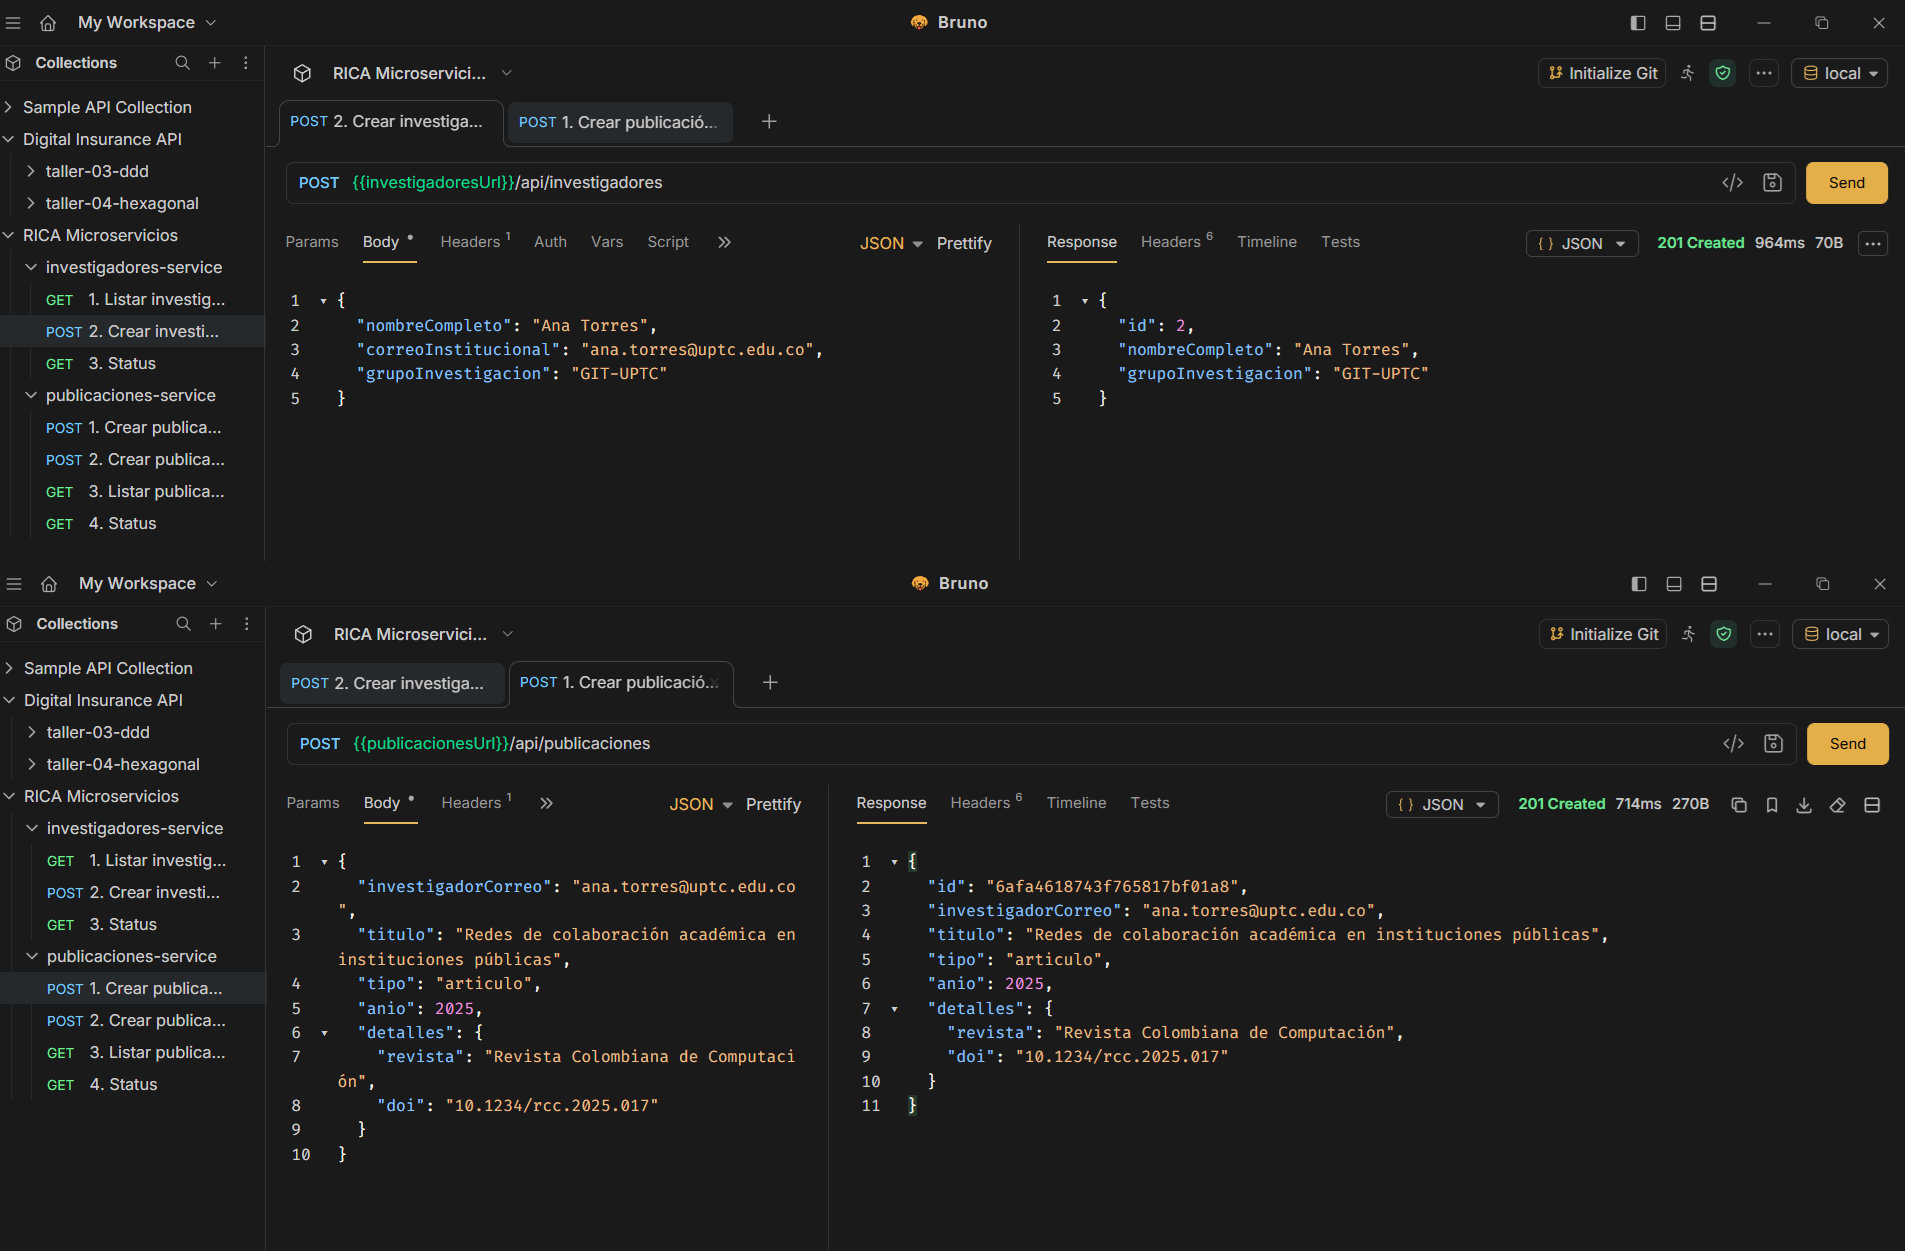 My Workspace
Bruno
Collections
RICA Microservici...
Initialize Git
local
Sample API Collection
Digital Insurance API
taller-03-ddd
taller-04-hexagonal
RICA Microservicios
investigadores-service
GET 1. Listar investig...
POST 2. Crear investi...
GET 3. Status
publicaciones-service
POST 1. Crear publica...
POST 2. Crear publica...
GET 3. Listar publica...
GET 4. Status
POST 2. Crear investiga...
POST 1. Crear publicació...
POST {{investigadoresUrl}}/api/investigadores
Send
Params Body Headers 1 Auth Vars Script
JSON Prettify
1 {
2 "nombreCompleto": "Ana Torres",
3 "correoInstitucional": "ana.torres@uptc.edu.co",
4 "grupoInvestigacion": "GIT-UPTC"
5 }
Response Headers 6 Timeline Tests
{ } JSON
201 Created 964ms 70B
1 {
2 "id": 2,
3 "nombreCompleto": "Ana Torres",
4 "grupoInvestigacion": "GIT-UPTC"
5 }
My Workspace
Bruno
Collections
RICA Microservici...
Initialize Git
local
Sample API Collection
Digital Insurance API
taller-03-ddd
taller-04-hexagonal
RICA Microservicios
investigadores-service
GET 1. Listar investig...
POST 2. Crear investi...
GET 3. Status
publicaciones-service
POST 1. Crear publica...
POST 2. Crear publica...
GET 3. Listar publica...
GET 4. Status
POST 2. Crear investiga...
POST 1. Crear publicació...
POST {{publicacionesUrl}}/api/publicaciones
Send
Params Body Headers 1
JSON Prettify
1 {
2 "investigadorCorreo": "ana.torres@uptc.edu.co
",
3 "titulo": "Redes de colaboración académica en
instituciones públicas",
4 "tipo": "articulo",
5 "anio": 2025,
6 "detalles": {
7 "revista": "Revista Colombiana de Computaci
ón",
8 "doi": "10.1234/rcc.2025.017"
9 }
10 }
Response Headers 6 Timeline Tests
{ } JSON
201 Created 714ms 270B
1 {
2 "id": "6afa4618743f765817bf01a8",
3 "investigadorCorreo": "ana.torres@uptc.edu.co",
4 "titulo": "Redes de colaboración académica en instituciones públicas",
5 "tipo": "articulo",
6 "anio": 2025,
7 "detalles": {
8 "revista": "Revista Colombiana de Computación",
9 "doi": "10.1234/rcc.2025.017"
10 }
11 }